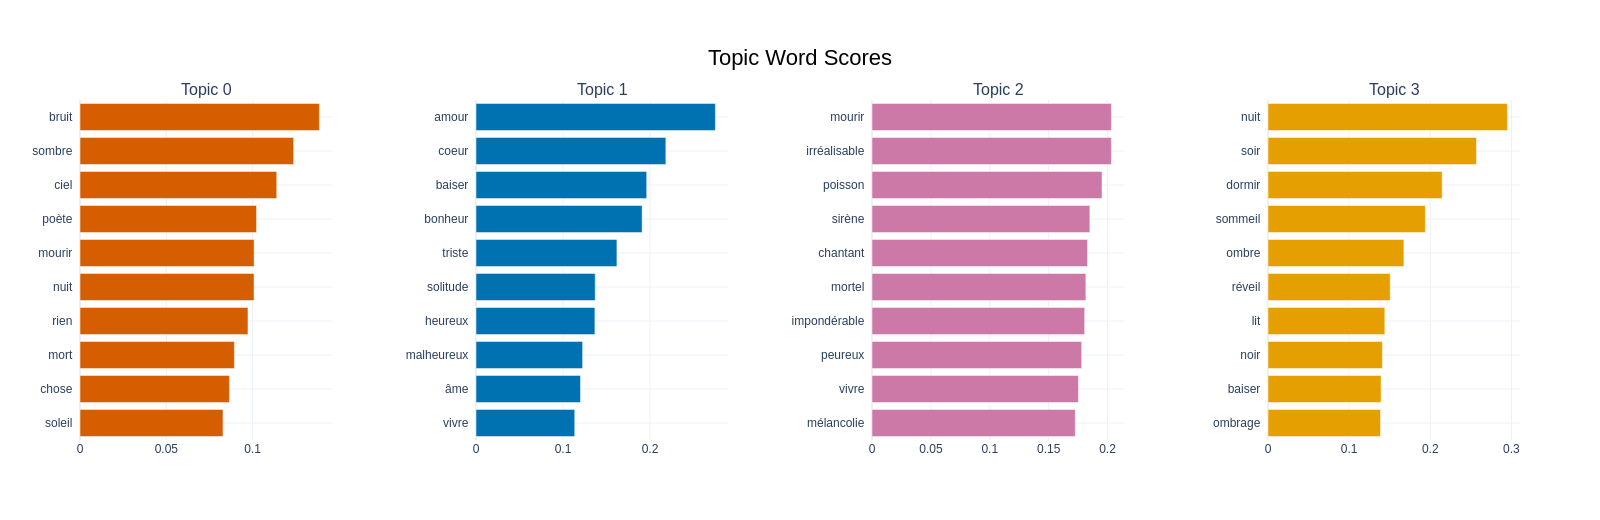 Topic Word Scores
Topic 0
bruit
sombre
ciel
poète
mourir
nuit
rien
mort
chose
soleil
0 0.05 0.1
Topic 1
amour
coeur
baiser
bonheur
triste
solitude
heureux
malheureux
âme
vivre
0 0.1 0.2
Topic 2
mourir
irréalisable
poisson
sirène
chantant
mortel
impondérable
peureux
vivre
mélancolie
0 0.05 0.1 0.15 0.2
Topic 3
nuit
soir
dormir
sommeil
ombre
réveil
lit
noir
baiser
ombrage
0 0.1 0.2 0.3